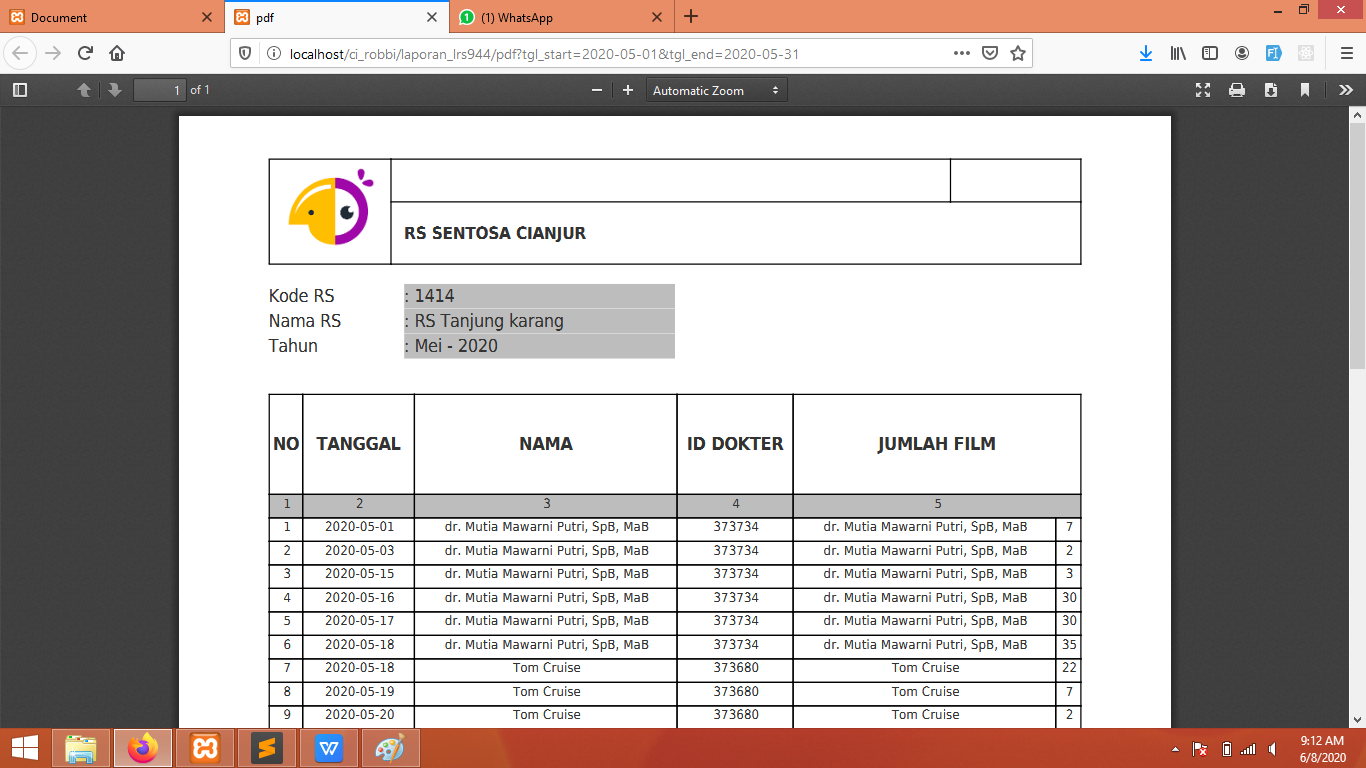 Document
pdf
(1) WhatsApp
localhost/ci_robbi/laporan_lrs944/pdf?tgl_start=2020-05-01&tgl_end=2020-05-31
1 of 1
Automatic Zoom
RS SENTOSA CIANJUR
Kode RS : 1414
Nama RS : RS Tanjung karang
Tahun : Mei - 2020
NO TANGGAL NAMA ID DOKTER JUMLAH FILM
1 2 3 4 5
1 2020-05-01 dr. Mutia Mawarni Putri, SpB, MaB 373734 dr. Mutia Mawarni Putri, SpB, MaB 7
2 2020-05-03 dr. Mutia Mawarni Putri, SpB, MaB 373734 dr. Mutia Mawarni Putri, SpB, MaB 2
3 2020-05-15 dr. Mutia Mawarni Putri, SpB, MaB 373734 dr. Mutia Mawarni Putri, SpB, MaB 3
4 2020-05-16 dr. Mutia Mawarni Putri, SpB, MaB 373734 dr. Mutia Mawarni Putri, SpB, MaB 30
5 2020-05-17 dr. Mutia Mawarni Putri, SpB, MaB 373734 dr. Mutia Mawarni Putri, SpB, MaB 30
6 2020-05-18 dr. Mutia Mawarni Putri, SpB, MaB 373734 dr. Mutia Mawarni Putri, SpB, MaB 35
7 2020-05-18 Tom Cruise 373680 Tom Cruise 22
8 2020-05-19 Tom Cruise 373680 Tom Cruise 7
9 2020-05-20 Tom Cruise 373680 Tom Cruise 2
9:12 AM
6/8/2020